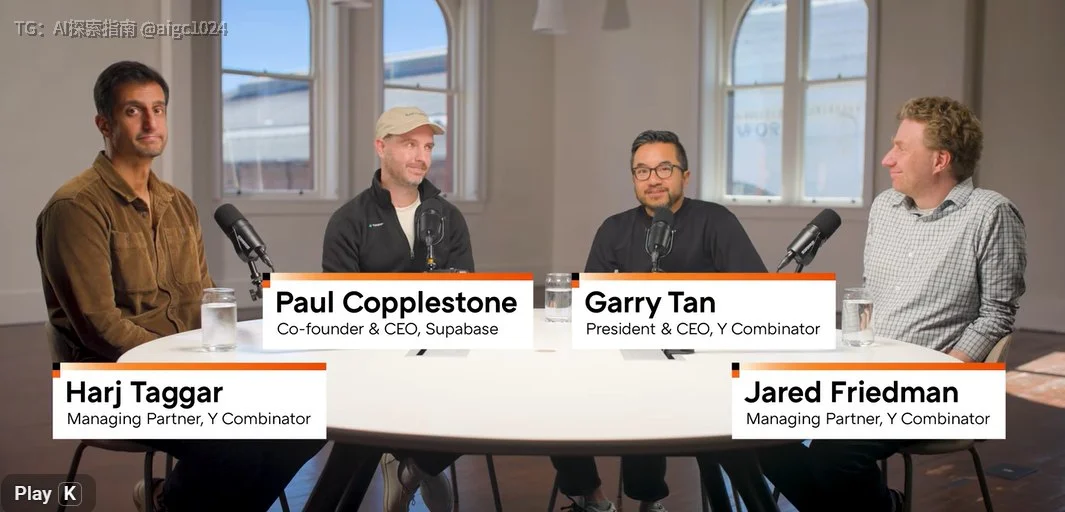 TG：AI探索指南 @aigc1024
Paul Copplestone
Co-founder & CEO, Supabase
Garry Tan
President & CEO, Y Combinator
Harj Taggar
Managing Partner, Y Combinator
Jared Friedman
Managing Partner, Y Combinator
Play K